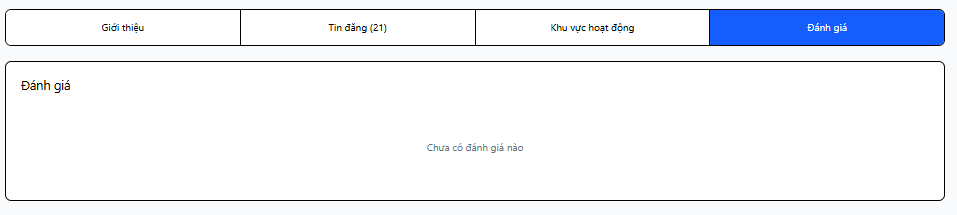 Giới thiệu
Tin đăng (21)
Khu vực hoạt động
Đánh giá
Đánh giá
Chưa có đánh giá nào